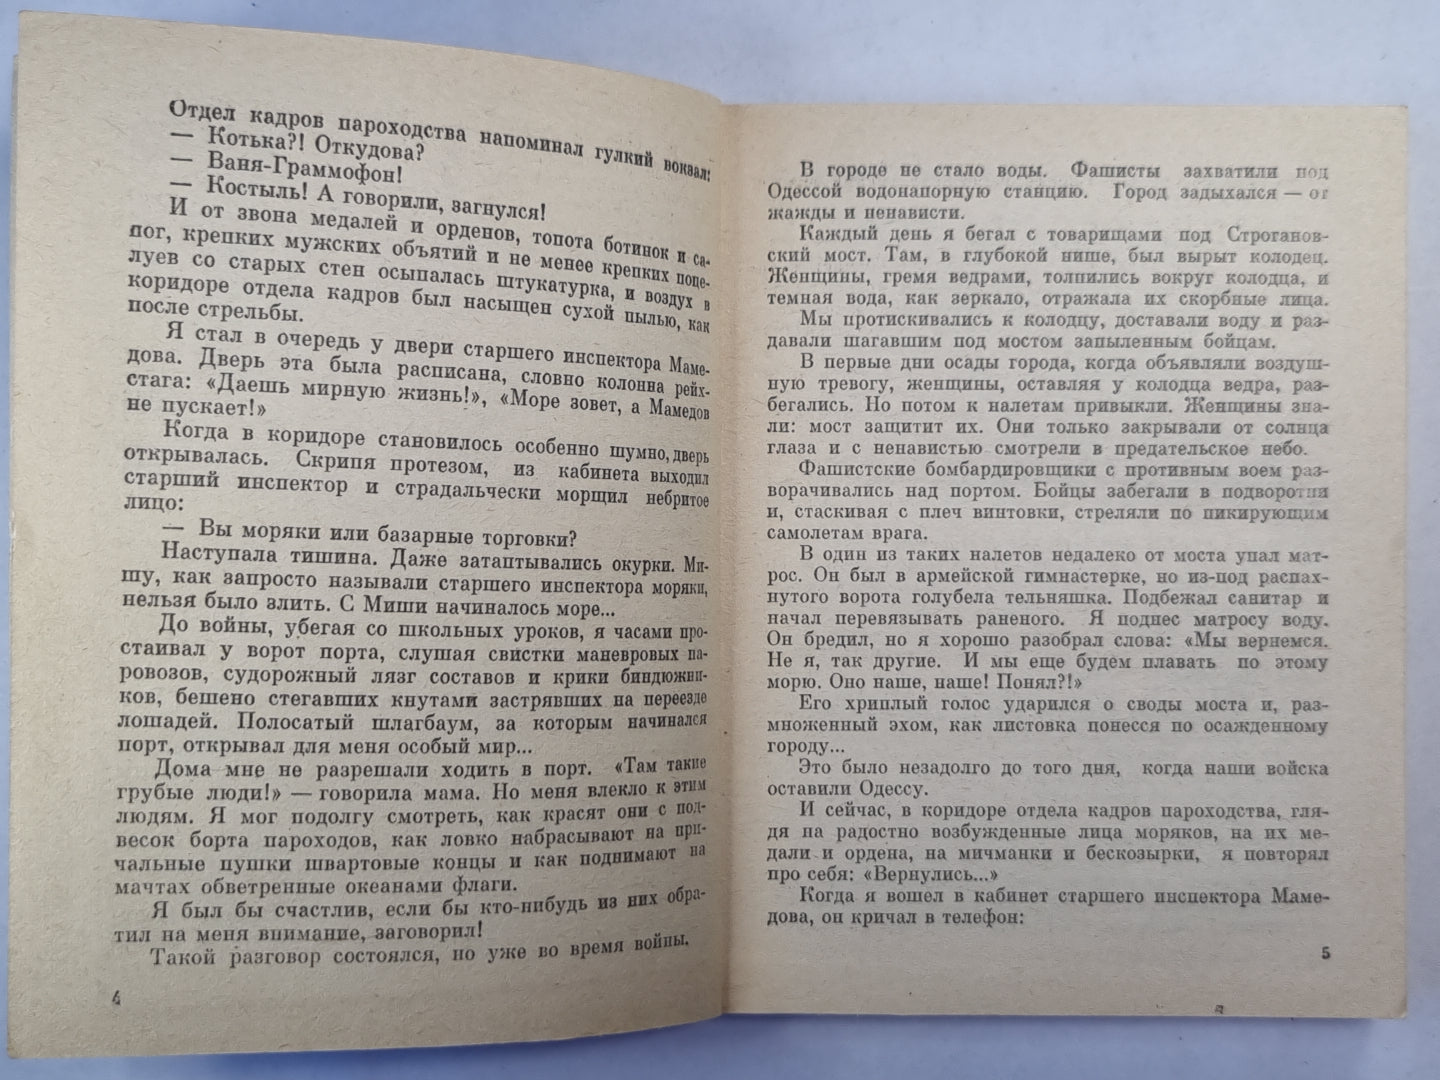 Отдел кадров пароходства напоминал гулкий вокзал:
— Котька?! Откудова?
— Ваня-Граммофон!
— Костыль! А говорили, загнулся!
И от звона медалей и орденов, топота ботинок и са-
пог, крепких мужских объятий и не менее крепких поце-
луев со старых стен осыпалась штукатурка, и воздух в
коридоре отдела кадров был насыщен сухой пылью, как
после стрельбы.
Я стал в очередь у двери старшего инспектора Маме-
дова. Дверь эта была расписана, словно колонна рейх-
стага: «Даешь мирную жизнь!», «Море зовет, а Мамедов
не пускает!»
Когда в коридоре становилось особенно шумно, дверь
открывалась. Скрипя протезом, из кабинета выходил
старший инспектор и страдальчески морщил небритое
лицо:
— Вы моряки или базарные торговки?
Наступала тишина. Даже затаптывались окурки. Ми-
шу, как запросто называли старшего инспектора моряки,
нельзя было злить. С Миши начиналось море...
До войны, убегая со школьных уроков, я часами про-
стаивал у ворот порта, слушая свистки маневровых па-
ровозов, судорожный лязг составов и крики биндюжни-
ков, бешено стегавших кнутами застрявших на переезде
лошадей. Полосатый шлагбаум, за которым начинался
порт, открывал для меня особый мир...
Дома мне не разрешали ходить в порт. «Там такие
грубые люди!» — говорила мама. Но меня влекло к этим
людям. Я мог подолгу смотреть, как красят они с под-
весок борта пароходов, как ловко набрасывают на при-
чальные пушки швартовые концы и как поднимают на
мачтах обветренные океанами флаги.
Я был бы счастлив, если бы кто-нибудь из них обра-
тил на меня внимание, заговорил!
Такой разговор состоялся, но уже во время войны.
4
В городе не стало воды. Фашисты захватили под
Одессой водонапорную станцию. Город задыхался — от
жажды и ненависти.
Каждый день я бегал с товарищами под Строганов-
ский мост. Там, в глубокой нише, был вырыт колодец.
Женщины, гремя ведрами, толпились вокруг колодца, и
темная вода, как зеркало, отражала их скорбные лица.
Мы протискивались к колодцу, доставали воду и раз-
давали шагавшим под мостом запыленным бойцам.
В первые дни осады города, когда объявляли воздуш-
ную тревогу, женщины, оставляя у колодца ведра, раз-
бегались. Но потом к налетам привыкли. Женщины зна-
ли: мост защитит их. Они только закрывали от солнца
глаза и с ненавистью смотрели в предательское небо.
Фашистские бомбардировщики с противным воем раз-
ворачивались над портом. Бойцы забегали в подворотни
и, стаскивая с плеч винтовки, стреляли по пикирующим
самолетам врага.
В один из таких налетов недалеко от моста упал мат-
рос. Он был в армейской гимнастерке, но из-под распах-
нутого ворота голубела тельняшка. Подбежал санитар и
начал перевязывать раненого. Я поднес матросу воду.
Он бредил, но я хорошо разобрал слова: «Мы вернемся.
Не я, так другие. И мы еще будем плавать по этому
морю. Оно наше, наше! Понял?!»
Его хриплый голос ударился о своды моста и, раз-
множенный эхом, как листовка понесся по осажденному
городу...
Это было незадолго до того дня, когда наши войска
оставили Одессу.
И сейчас, в коридоре отдела кадров пароходства, гля-
дя на радостно возбужденные лица моряков, на их ме-
дали и ордена, на мичманки и бескозырки, я повторял
про себя: «Вернулись...»
Когда я вошел в кабинет старшего инспектора Маме-
дова, он кричал в телефон:
5